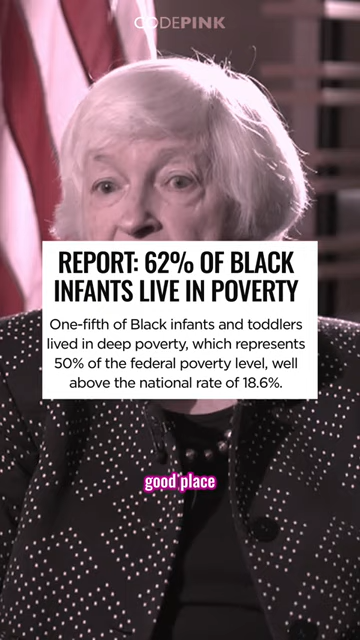 CODEPINK
REPORT: 62% OF BLACK
INFANTS LIVE IN POVERTY
One-fifth of Black infants and toddlers
lived in deep poverty, which represents
50% of the federal poverty level, well
above the national rate of 18.6%.
good place